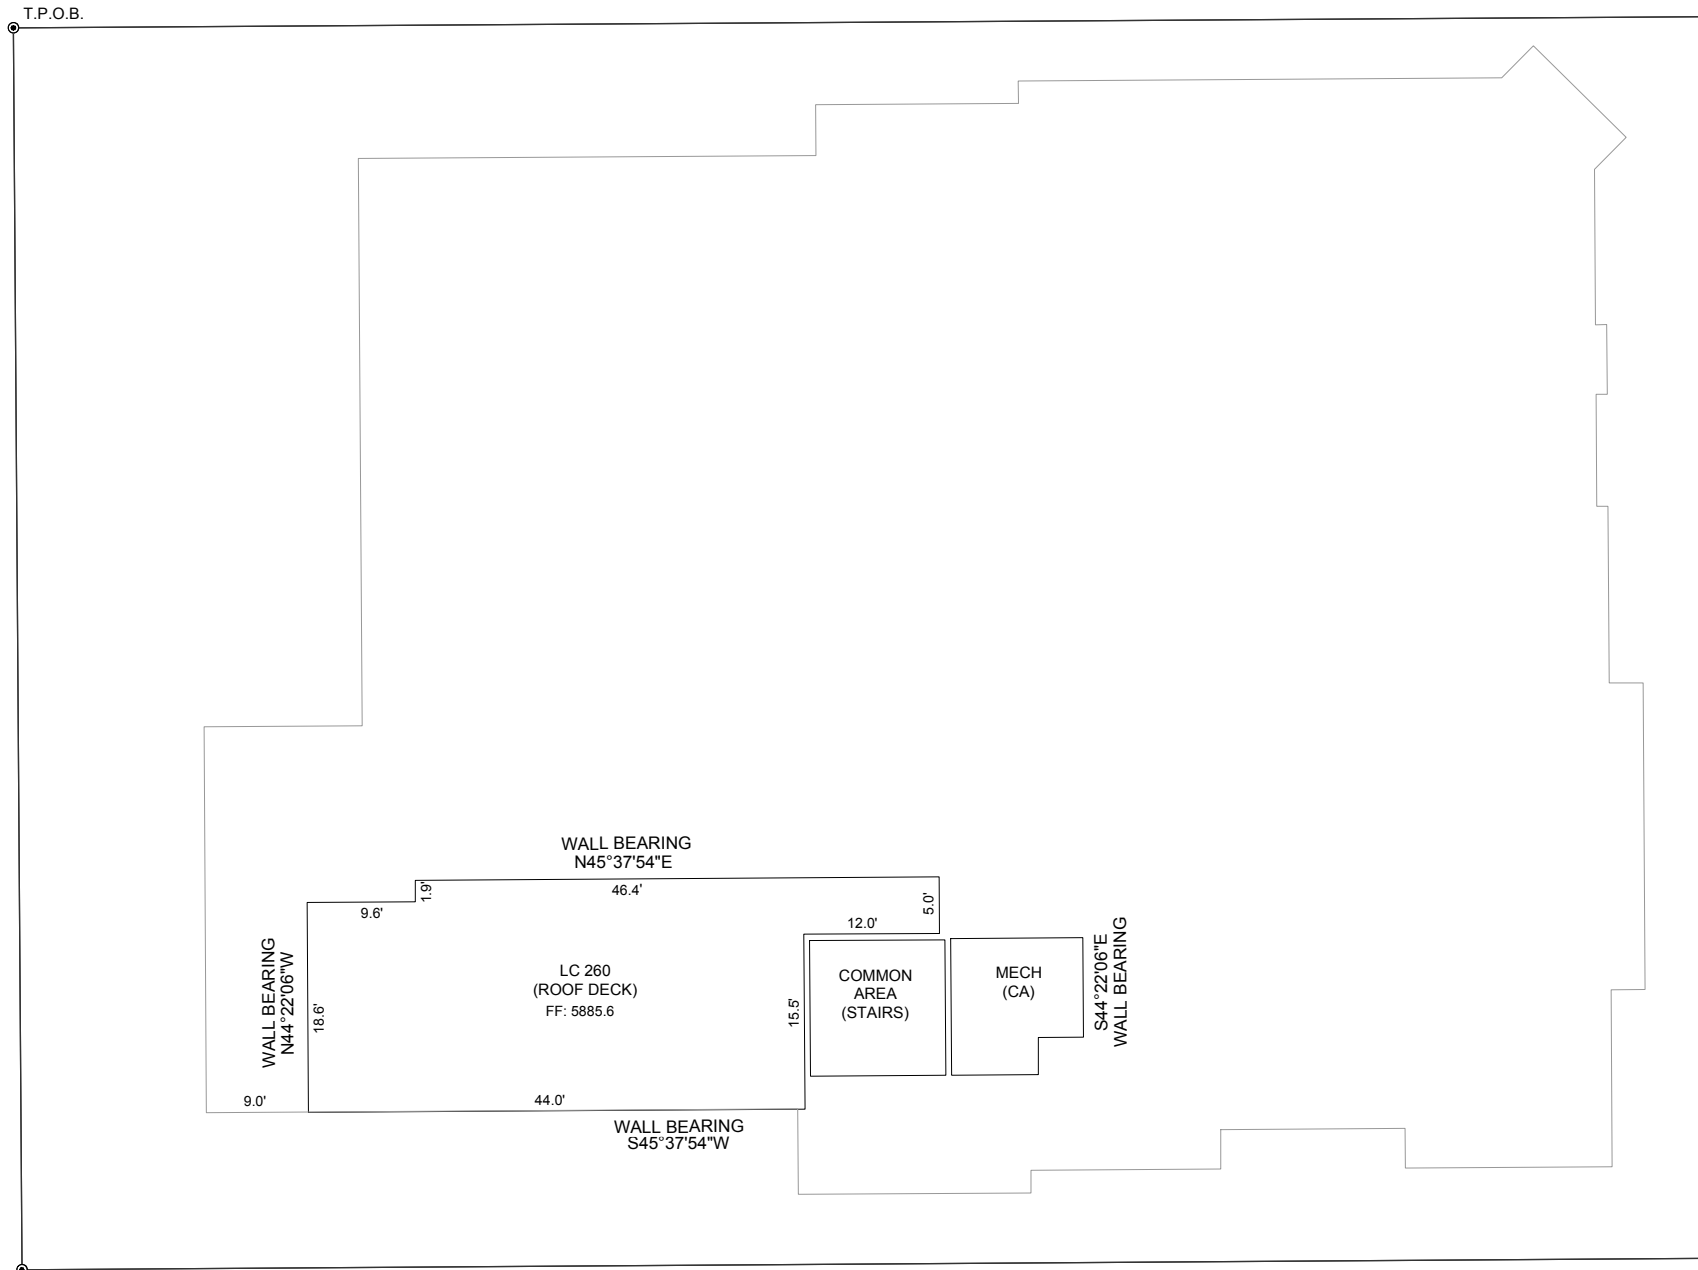 T.P.O.B.
WALL BEARING
N45°37'54"E
1.9'
46.4'
9.6'
5.0'
12.0'
WALL BEARING
N44°22'06"W
18.6'
LC 260
(ROOF DECK)
FF: 5885.6
15.5'
COMMON
AREA
(STAIRS)
MECH
(CA)
S44°22'06"E
WALL BEARING
9.0'
44.0'
WALL BEARING
S45°37'54"W